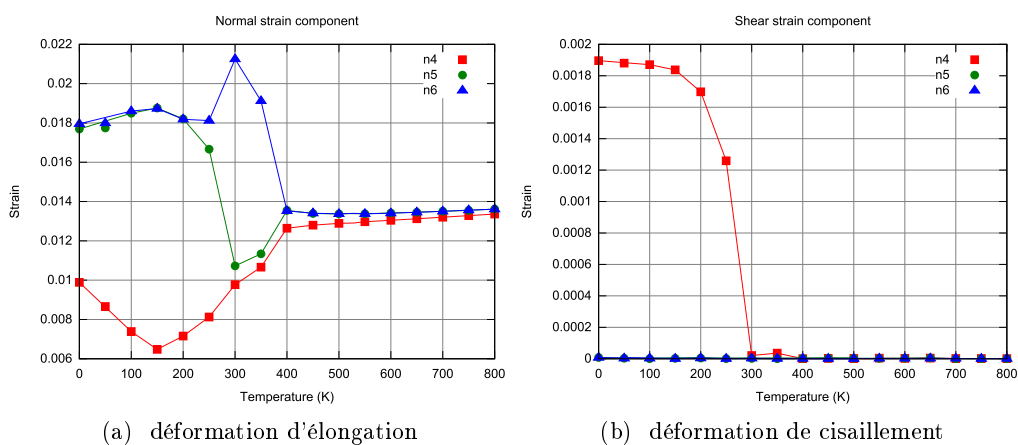 Normal strain component
0.022
0.02
0.018
0.016
0.014
0.012
0.01
0.008
0.006
Strain
n4
n5
n6
0 100 200 300 400 500 600 700 800
Temperature (K)
(a) déformation d'élongation
Shear strain component
0.002
0.0018
0.0016
0.0014
0.0012
0.001
0.0008
0.0006
0.0004
0.0002
0
Strain
n4
n5
n6
0 100 200 300 400 500 600 700 800
Temperature (K)
(b) déformation de cisaillement